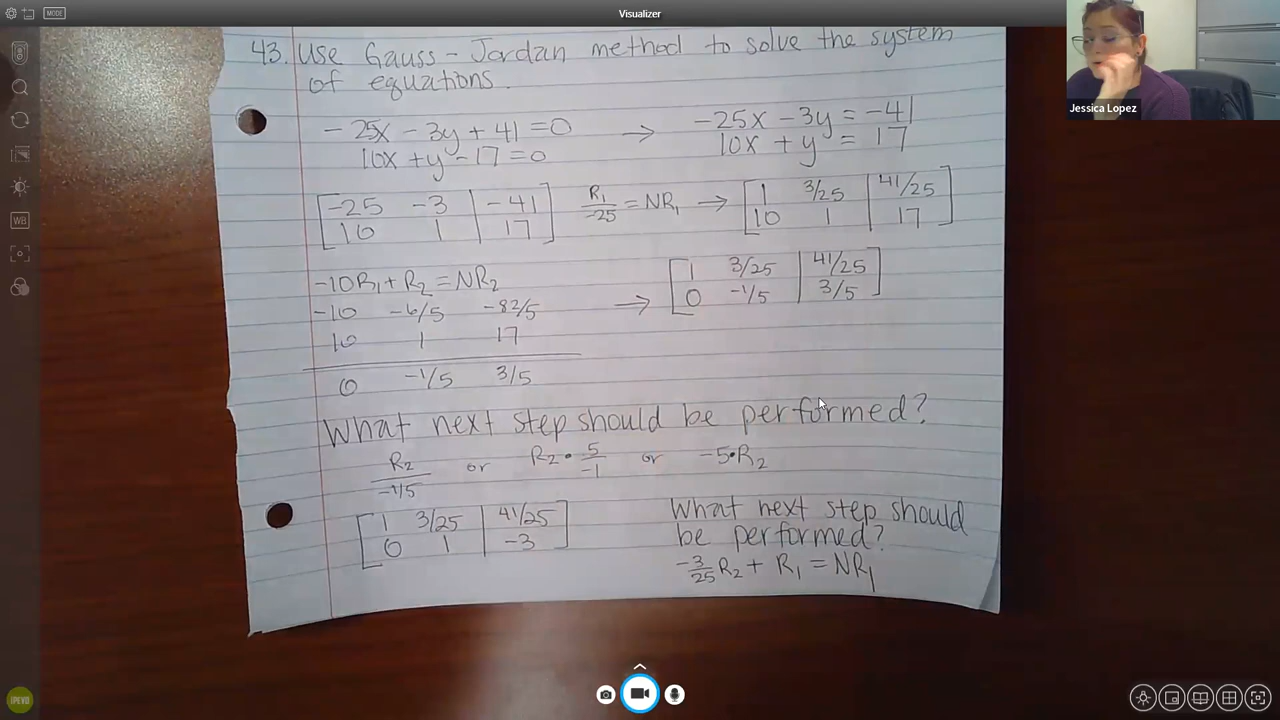 MODE
Visualizer
Jessica Lopez
WB
43. Use Gauss-Jordan method to solve the system
of equations.
-25x - 3y + 41 = 0 → -25x - 3y = -41
10x + y - 17 = 0 10x + y = 17
[-25 -3 | -41] R1/-25 = NR1 → [1 3/25 | 41/25]
[10 1 | 17] [10 1 | 17]
-10R1 + R2 = NR2 [1 3/25 | 41/25]
-10 -6/5 -82/5 → [0 -1/5 | 3/5]
10 1 17
0 -1/5 3/5
What next step should be performed?
R2/-1/5 or R2 • 5/-1 or -5•R2
[1 3/25 | 41/25]
[0 1 | -3]
What next step should
be performed?
-3/25 R2 + R1 = NR1
IPEVO